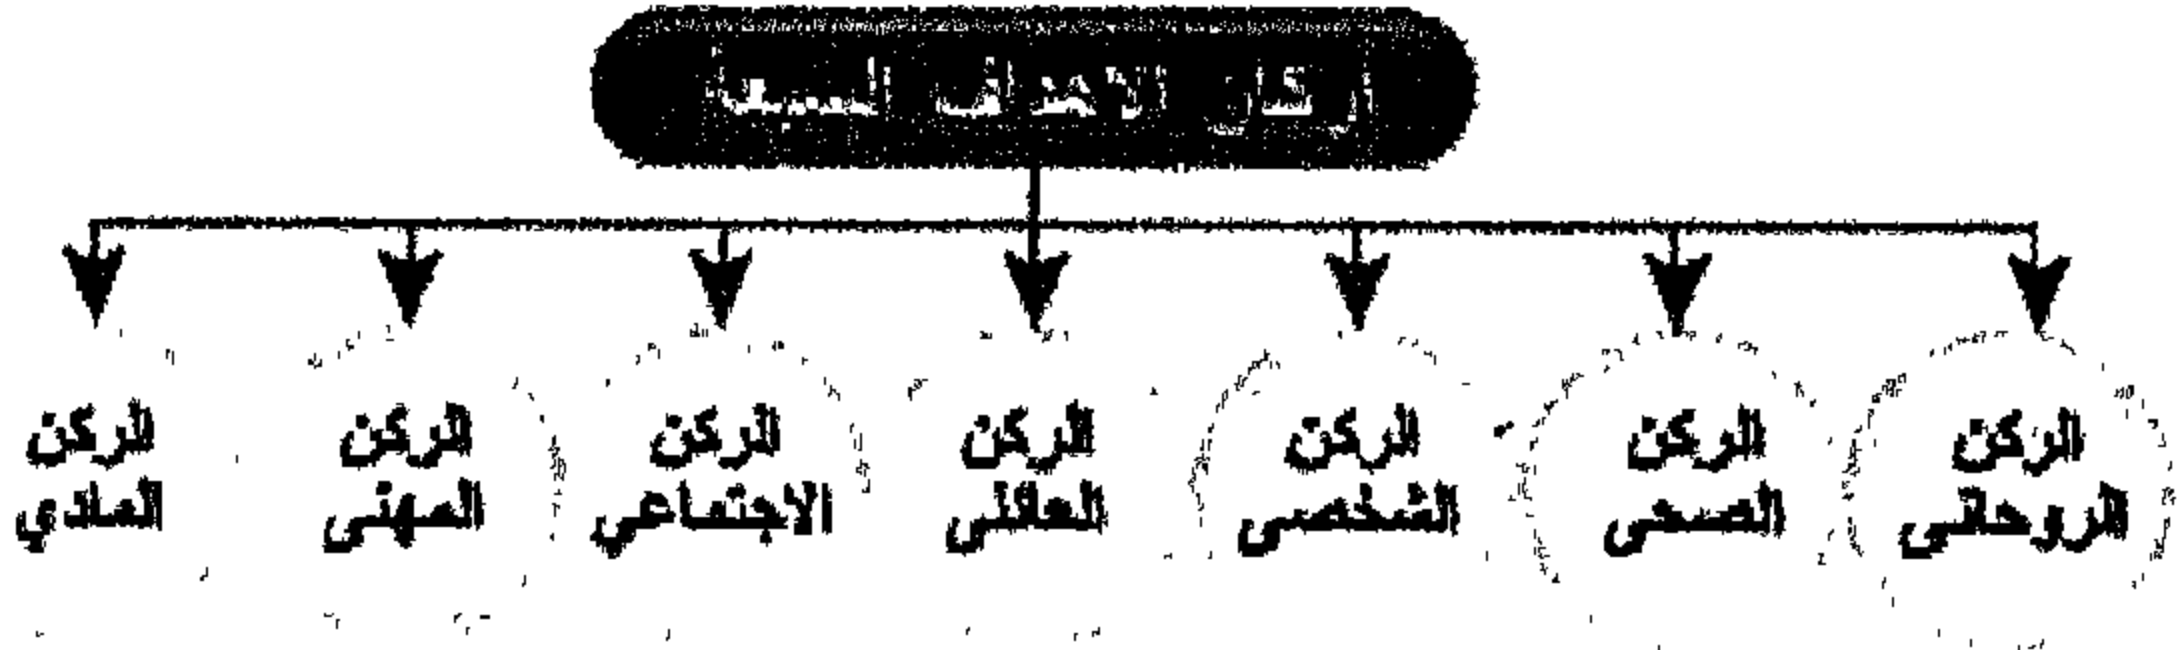 الركن
الروحانى
الركن
الصحى
الركن
الشخصى
الركن
العائلى
الركن
الاجتماعي
الركن
المهنى
الركن
المادي